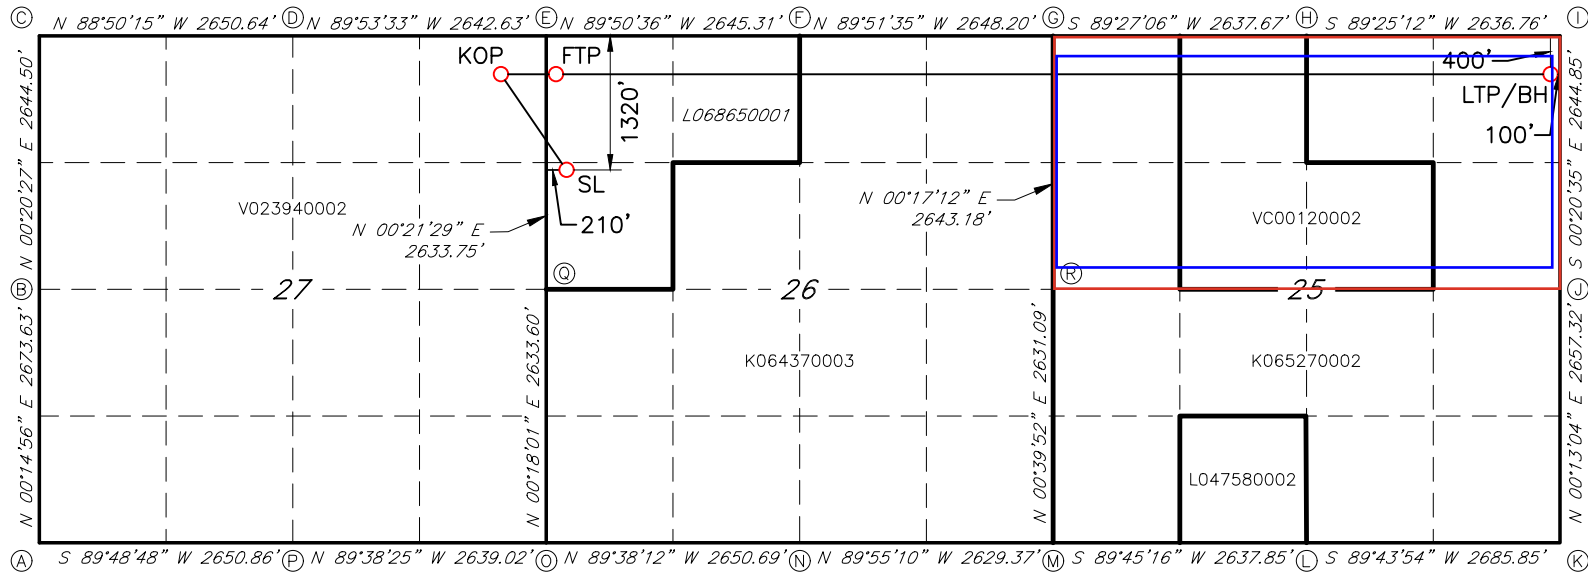 C N 88°50'15" W 2650.64' D N 89°53'33" W 2642.63' E N 89°50'36" W 2645.31' F N 89°51'35" W 2648.20' G S 89°27'06" W 2637.67' H S 89°25'12" W 2636.76' I
KOP FTP
400'
LTP/BH
100'
1320'
L068650001
SL
210'
V023940002
N 00°21'29" E
2633.75'
N 00°17'12" E
2643.18'
VC00120002
N 00°20'27" E 2644.50'
S 00°20'35" E 2644.85'
B 27 Q 26 R 25 J
K064370003
K065270002
L047580002
N 00°14'56" E 2673.63'
N 00°18'01" E 2633.60'
N 00°39'52" E 2631.09'
N 00°13'04" E 2657.32'
A S 89°48'48" W 2650.86' P N 89°38'25" W 2639.02' O N 89°38'12" W 2650.69' N N 89°55'10" W 2629.37' M S 89°45'16" W 2637.85' L S 89°43'54" W 2685.85' K